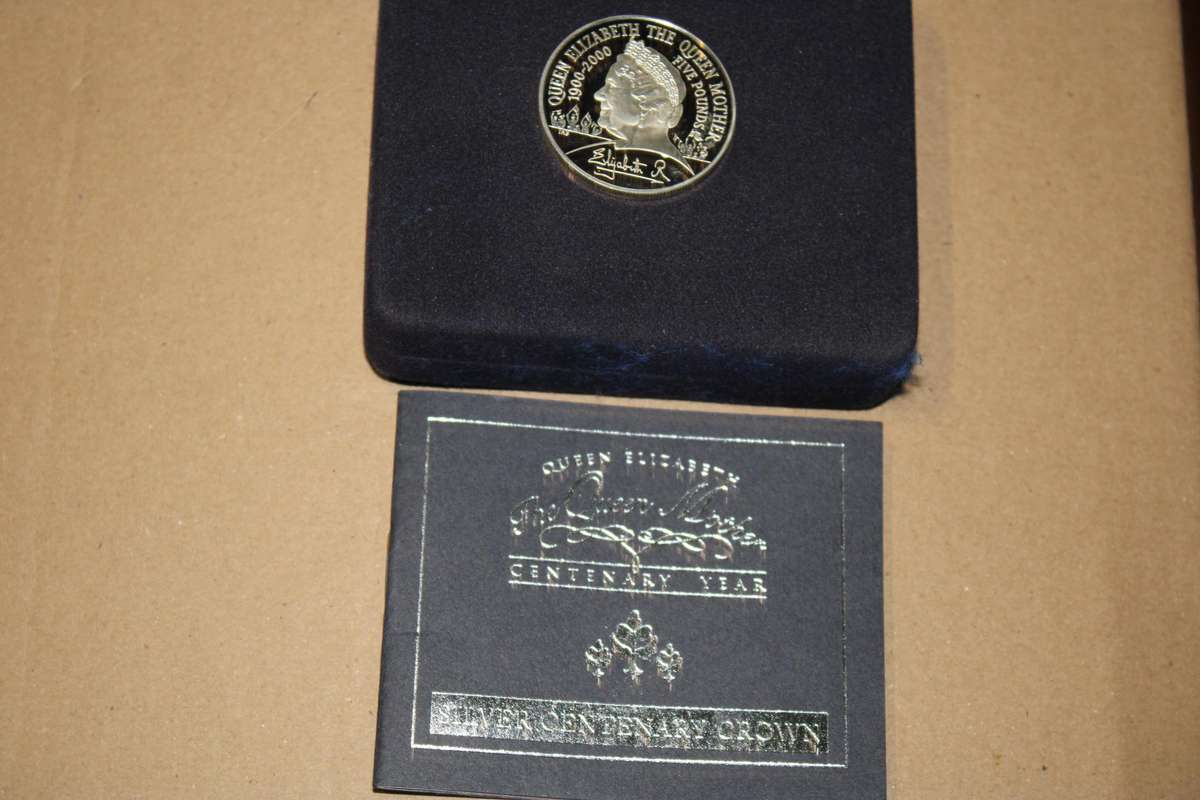 QUEEN ELIZABETH THE QUEEN MOTHER
1900-2000
FIVE POUNDS
Elizabeth R
QUEEN ELIZABETH
The Queen Mother
CENTENARY YEAR
SILVER CENTENARY CROWN